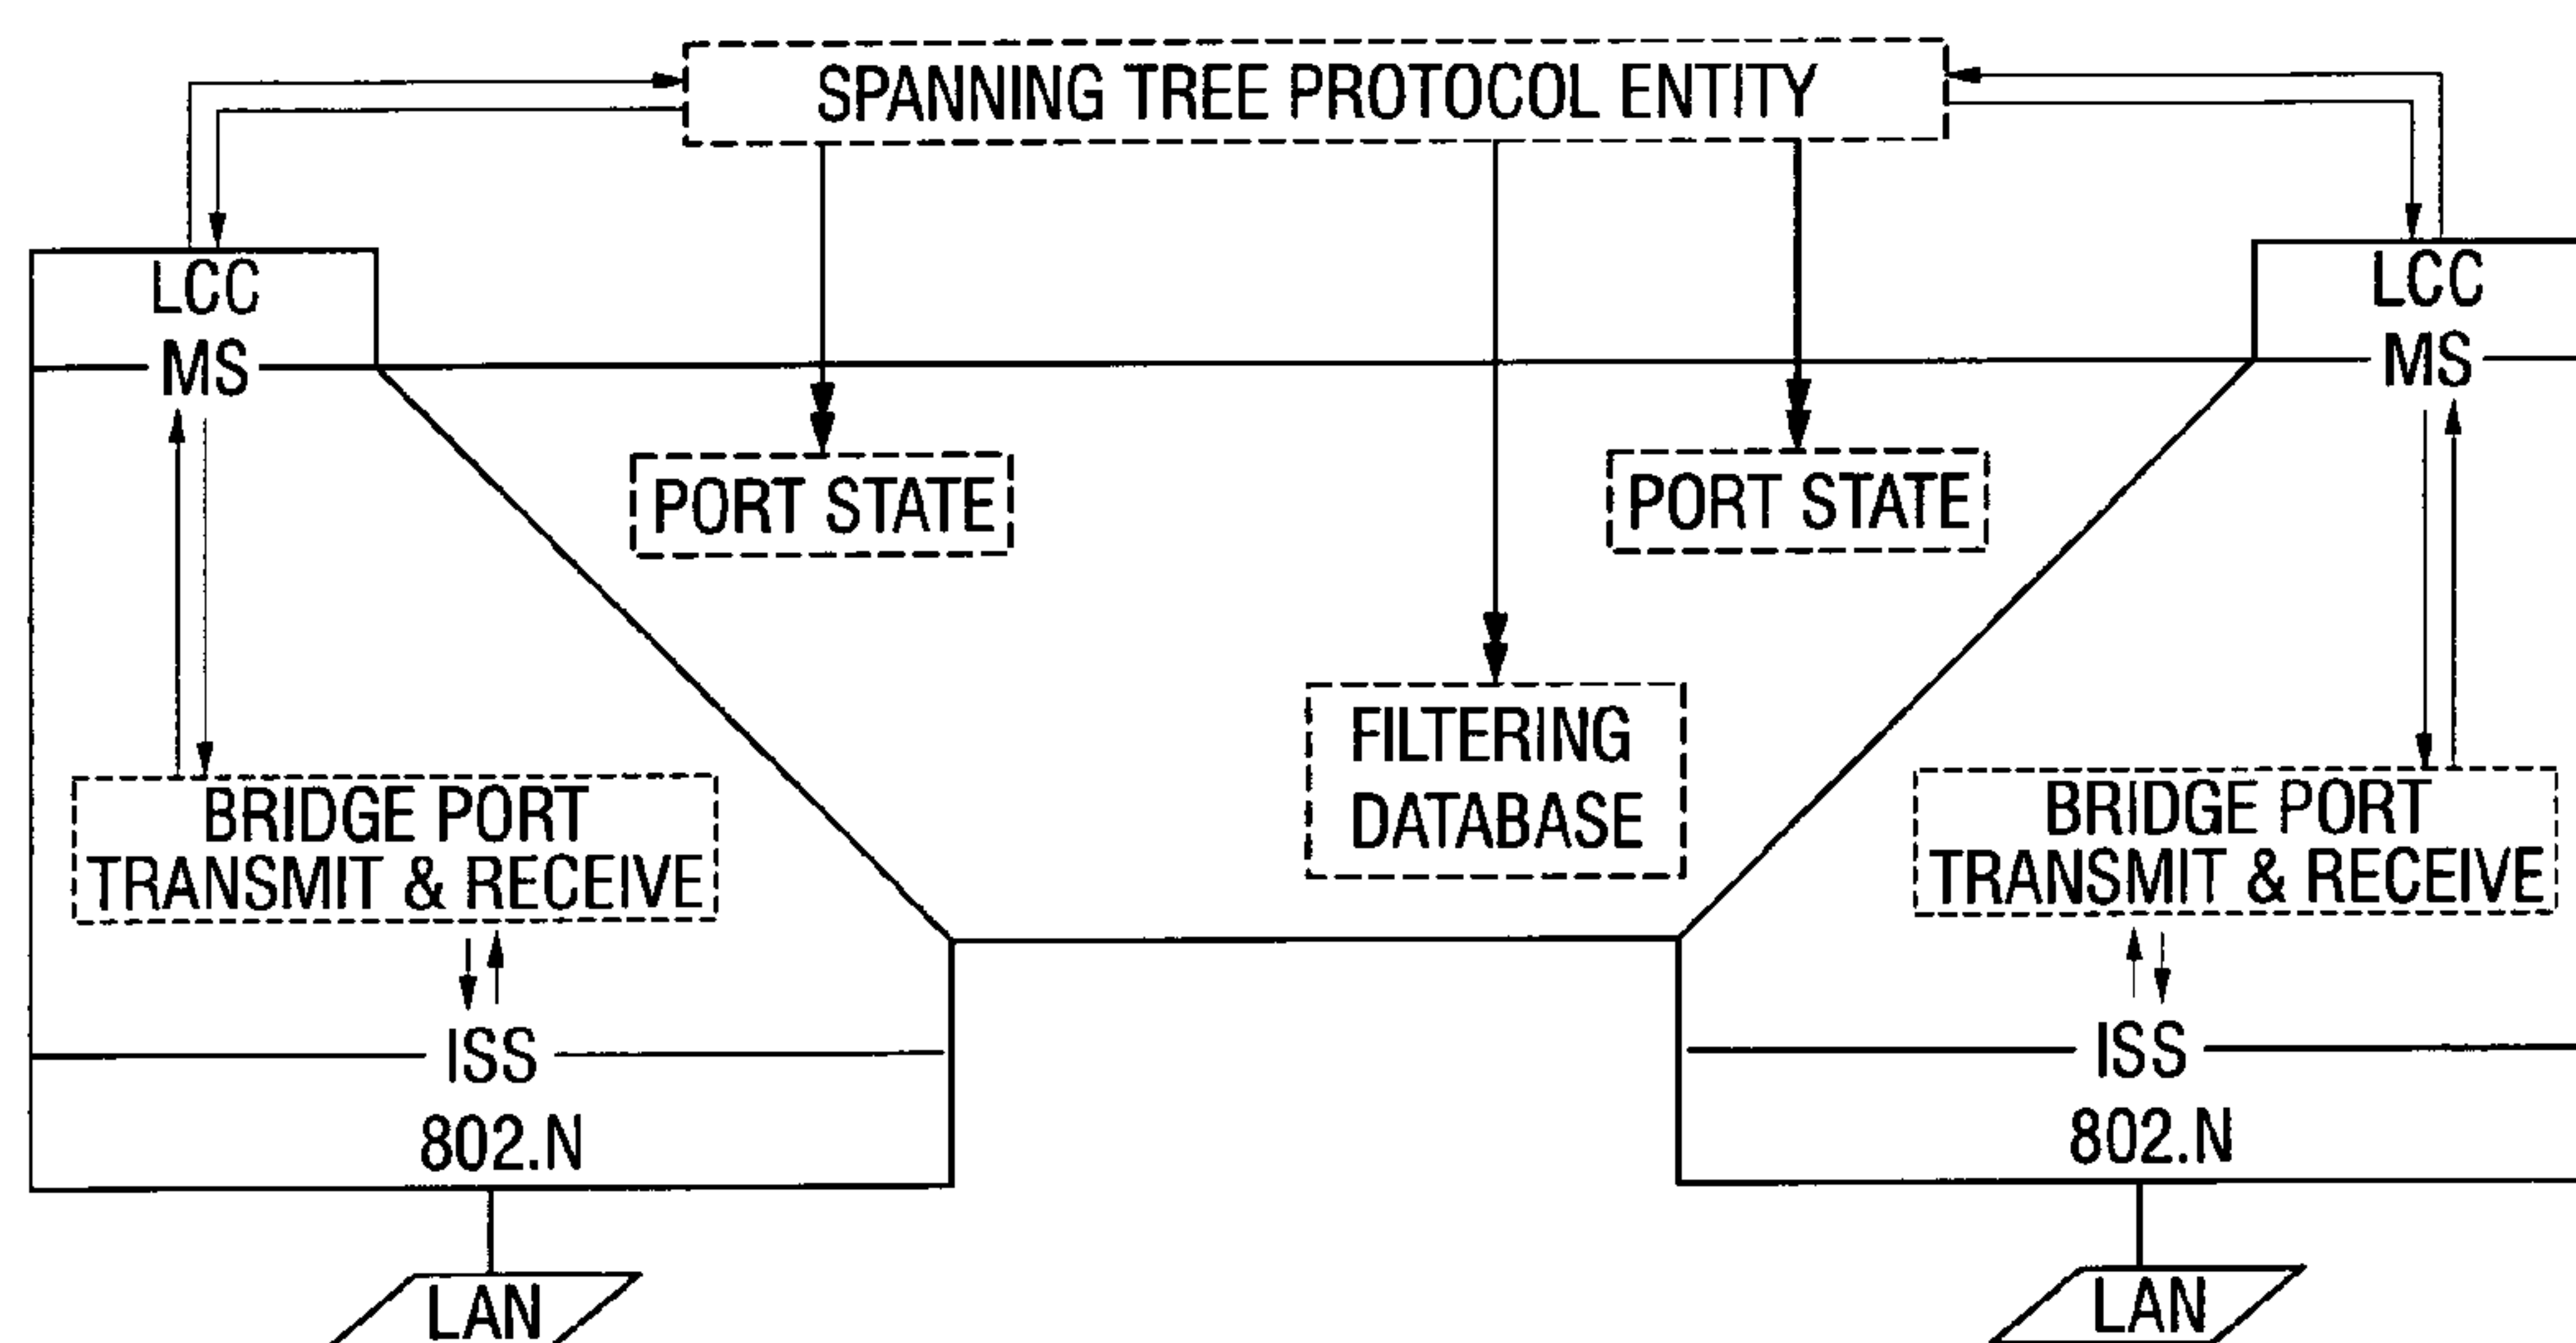 SPANNING TREE PROTOCOL ENTITY
LCC
MS
LCC
MS
PORT STATE
PORT STATE
FILTERING
DATABASE
BRIDGE PORT
TRANSMIT & RECEIVE
BRIDGE PORT
TRANSMIT & RECEIVE
ISS
802.N
ISS
802.N
LAN
LAN